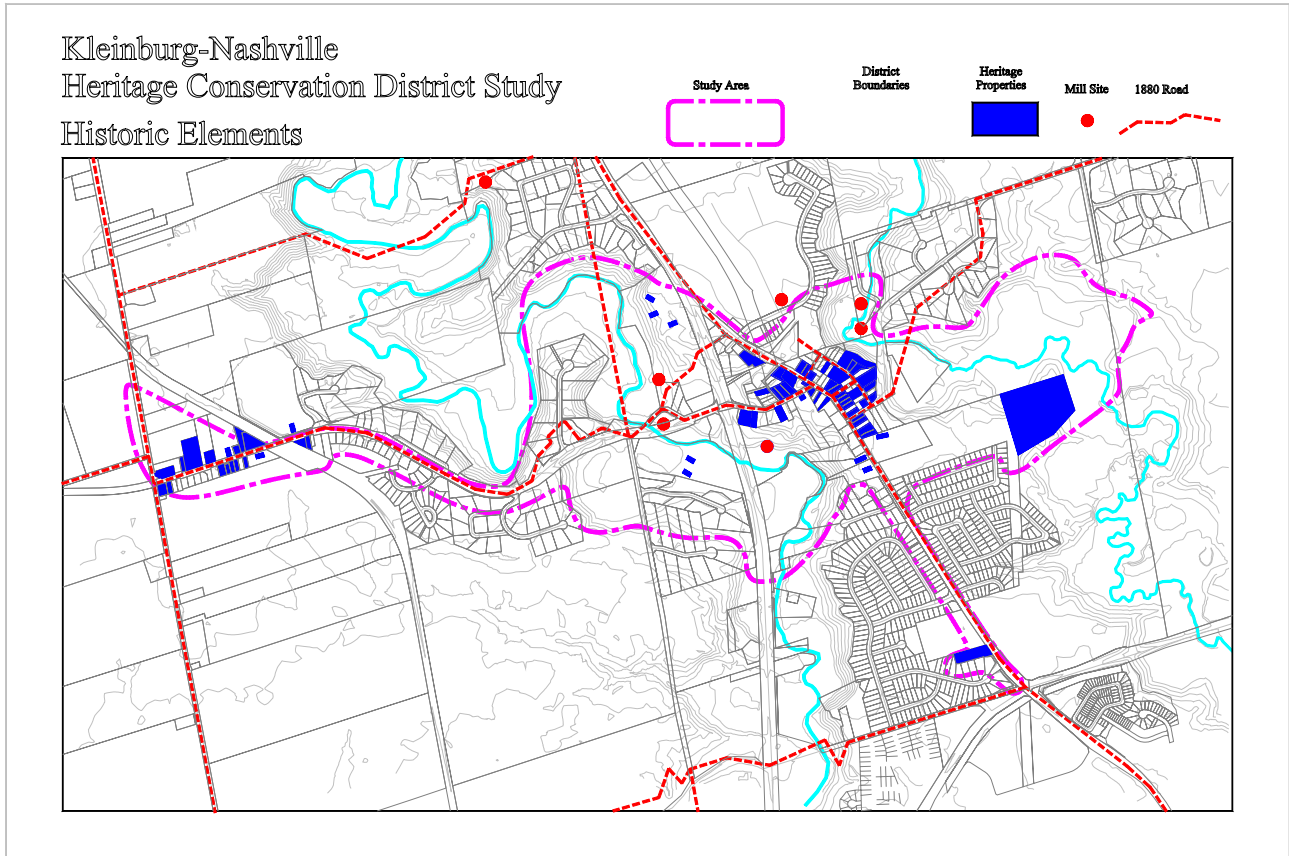 Kleinburg-Nashville
Heritage Conservation District Study
Historic Elements
Study Area
District
Boundaries
Heritage
Properties
Mill Site
1880 Road